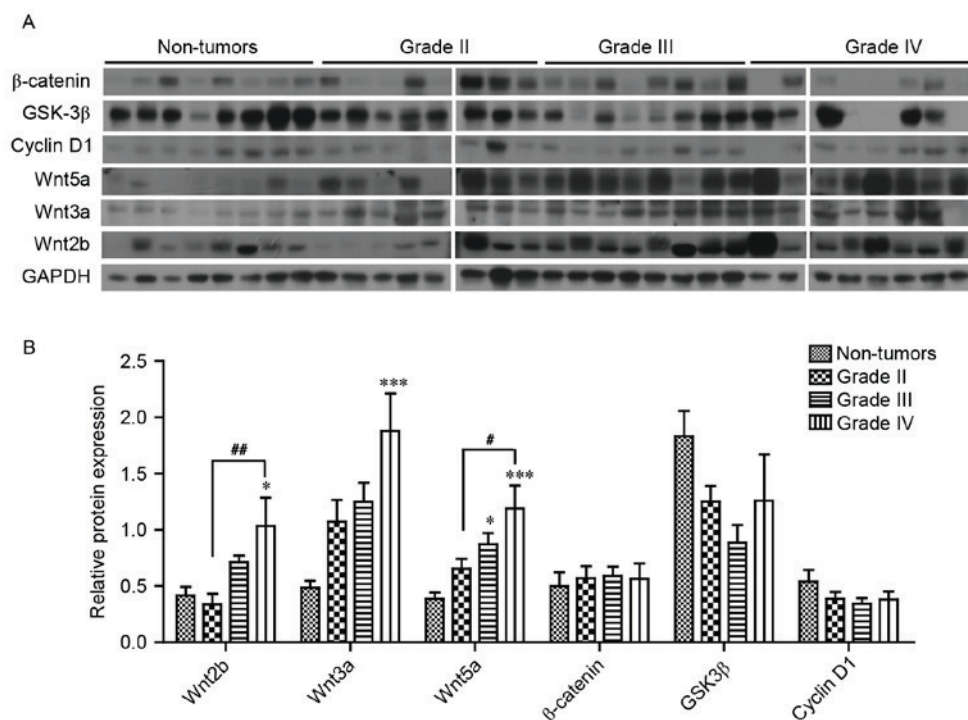 A
Non-tumors Grade II Grade III Grade IV
β-catenin
GSK-3β
Cyclin D1
Wnt5a
Wnt3a
Wnt2b
GAPDH
B
Relative protein expression
2.5
2.0
1.5
1.0
0.5
0.0
Non-tumors
Grade II
Grade III
Grade IV
##
*
***
#
*
***
Wnt2b
Wnt3a
Wnt5a
β-catenin
GSK3β
Cyclin D1